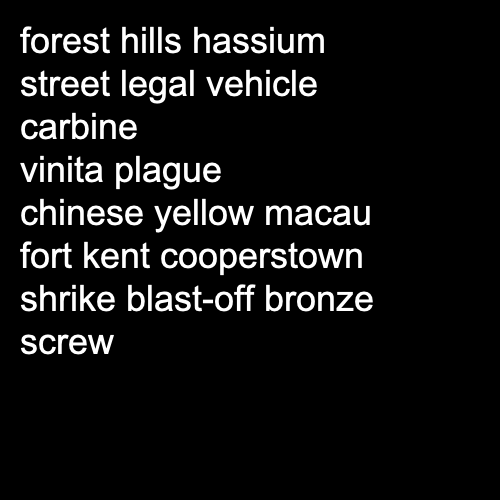 forest hills hassium
street legal vehicle
carbine
vinita plague
chinese yellow macau
fort kent cooperstown
shrike blast-off bronze
screw